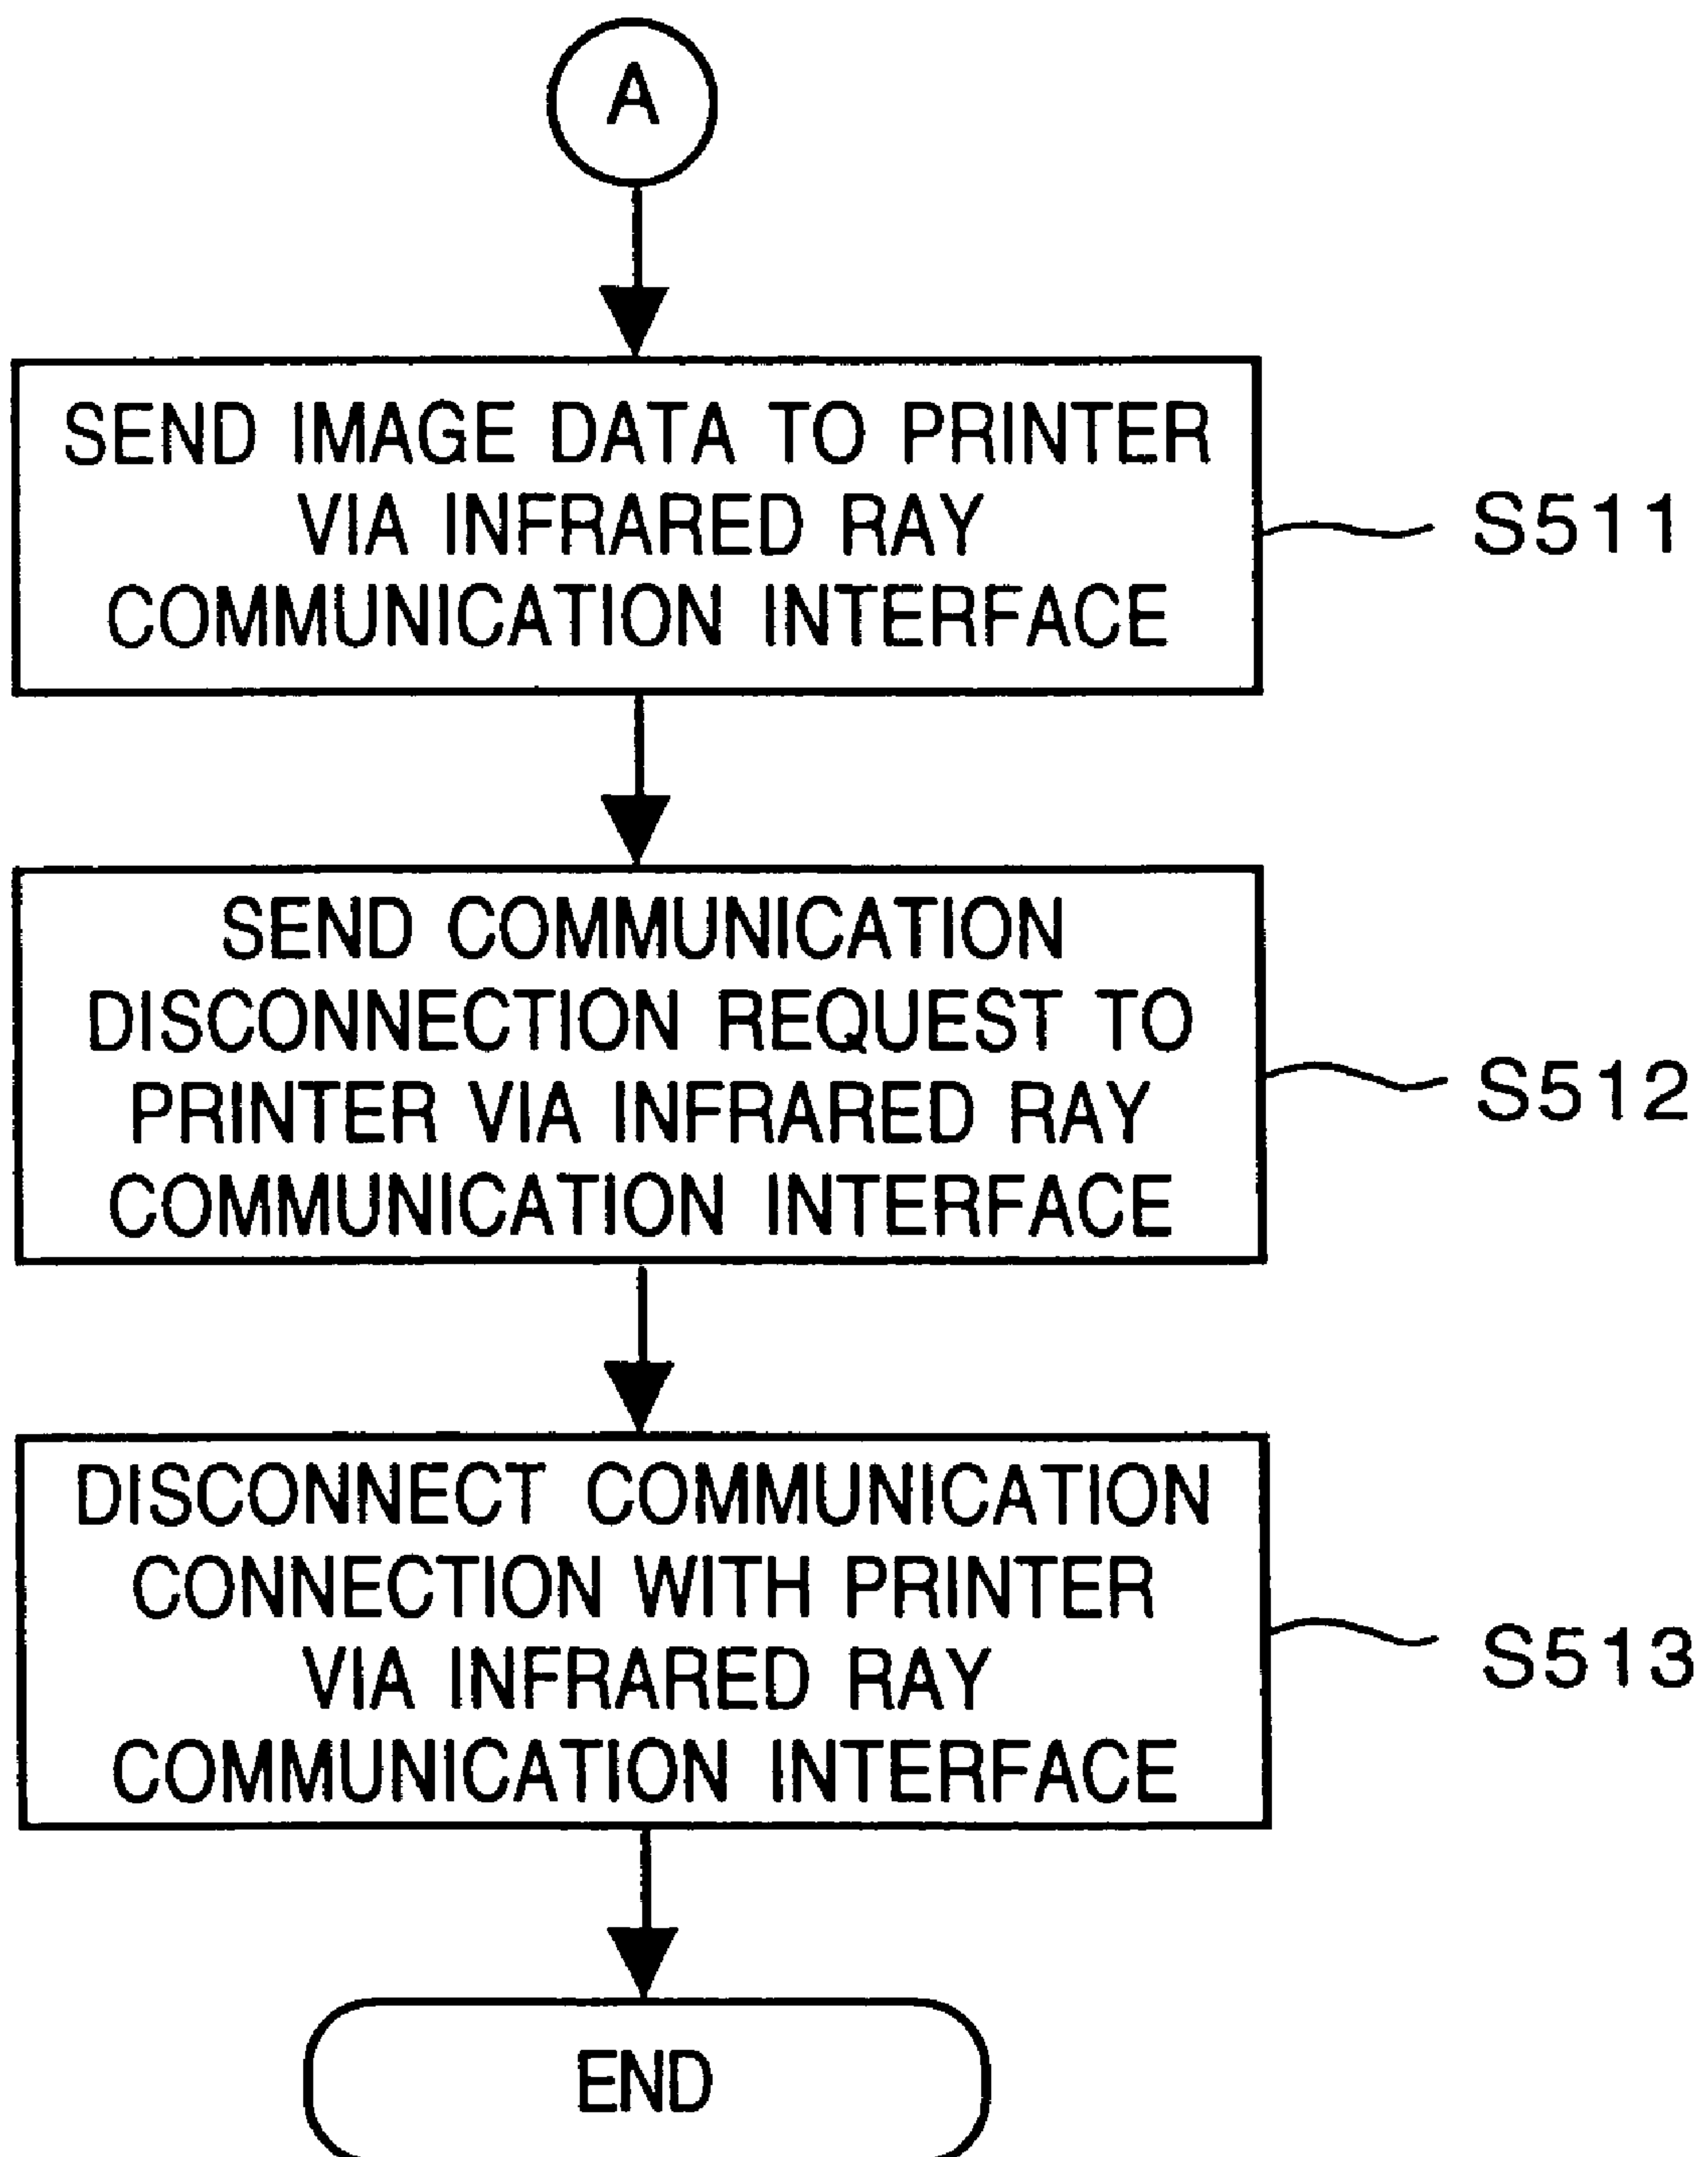 A
SEND IMAGE DATA TO PRINTER
VIA INFRARED RAY
COMMUNICATION INTERFACE
S511
SEND COMMUNICATION
DISCONNECTION REQUEST TO
PRINTER VIA INFRARED RAY
COMMUNICATION INTERFACE
S512
DISCONNECT COMMUNICATION
CONNECTION WITH PRINTER
VIA INFRARED RAY
COMMUNICATION INTERFACE
S513
END